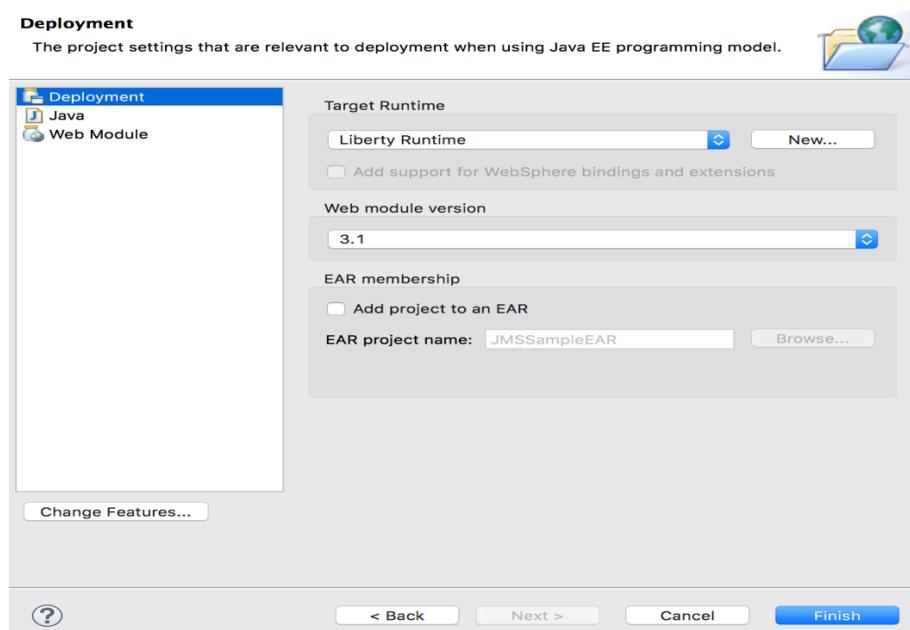 Deployment
The project settings that are relevant to deployment when using Java EE programming model.
Deployment
Java
Web Module
Change Features...
Target Runtime
Liberty Runtime
New...
Add support for WebSphere bindings and extensions
Web module version
3.1
EAR membership
Add project to an EAR
EAR project name: JMSSampleEAR Browse...
? < Back Next > Cancel Finish